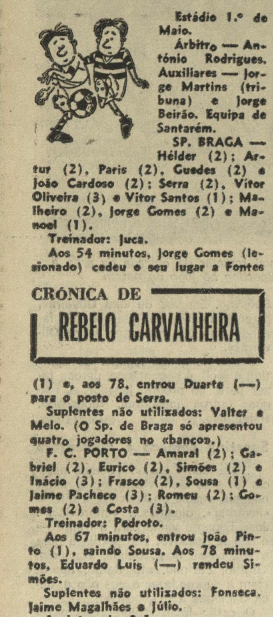 Estádio 1.º de
Maio.
Árbitro — An-
tónio Rodrigues.
Auxiliares — Jor-
ge Martins (tri-
buna) e Jorge
Beirão. Equipa de
Santarém.
SP. BRAGA —
Hélder (2); Ar-
tur (2), Paris (2), Guedes (2) e
João Cardoso (2); Serra (2), Vitor
Oliveira (3) e Vitor Santos (1); Ma-
lheiro (2), Jorge Gomes (2) e Ma-
noel (1).
Treinador: Juca.
Aos 54 minutos, Jorge Gomes (le-
sionado) cedeu o seu lugar a Fontes
CRÓNICA DE
REBELO CARVALHEIRA
(1) e, aos 78, entrou Duarte (—)
para o posto de Serra.
Suplentes não utilizados: Valter e
Melo. (O Sp. de Braga só apresentou
quatro jogadores no «banco».)
F. C. PORTO — Amaral (2); Ga-
briel (2), Eurico (2), Simões (2) e
Inácio (3); Frasco (2), Sousa (1) e
Jaime Pacheco (3); Romeu (2); Go-
mes (2) e Costa (3).
Treinador: Pedroto.
Aos 67 minutos, entrou João Pin-
to (1), saindo Sousa. Aos 78 minu-
tos, Eduardo Luís (—) rendeu Si-
mões.
Suplentes não utilizados: Fonseca,
Jaime Magalhães e Júlio.